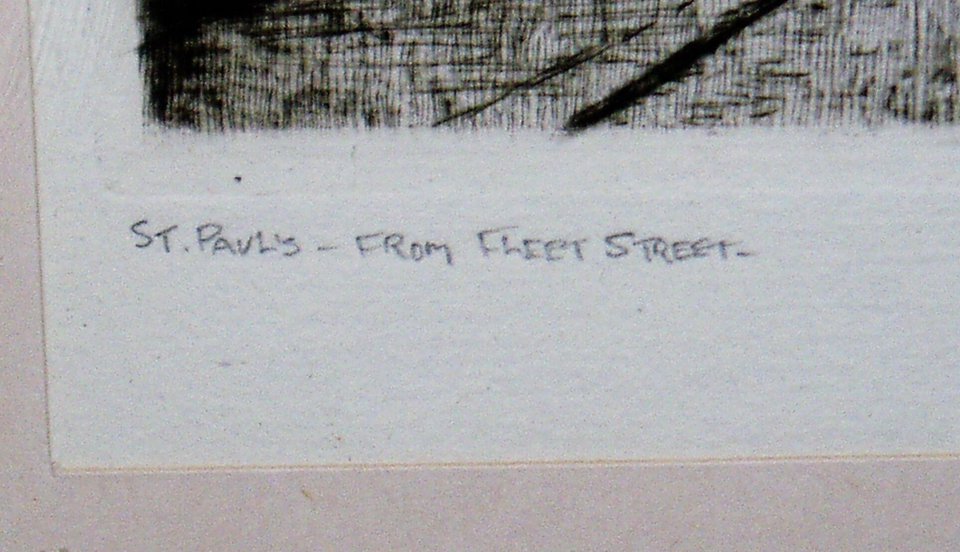 ST. PAUL'S - FROM FLEET STREET-